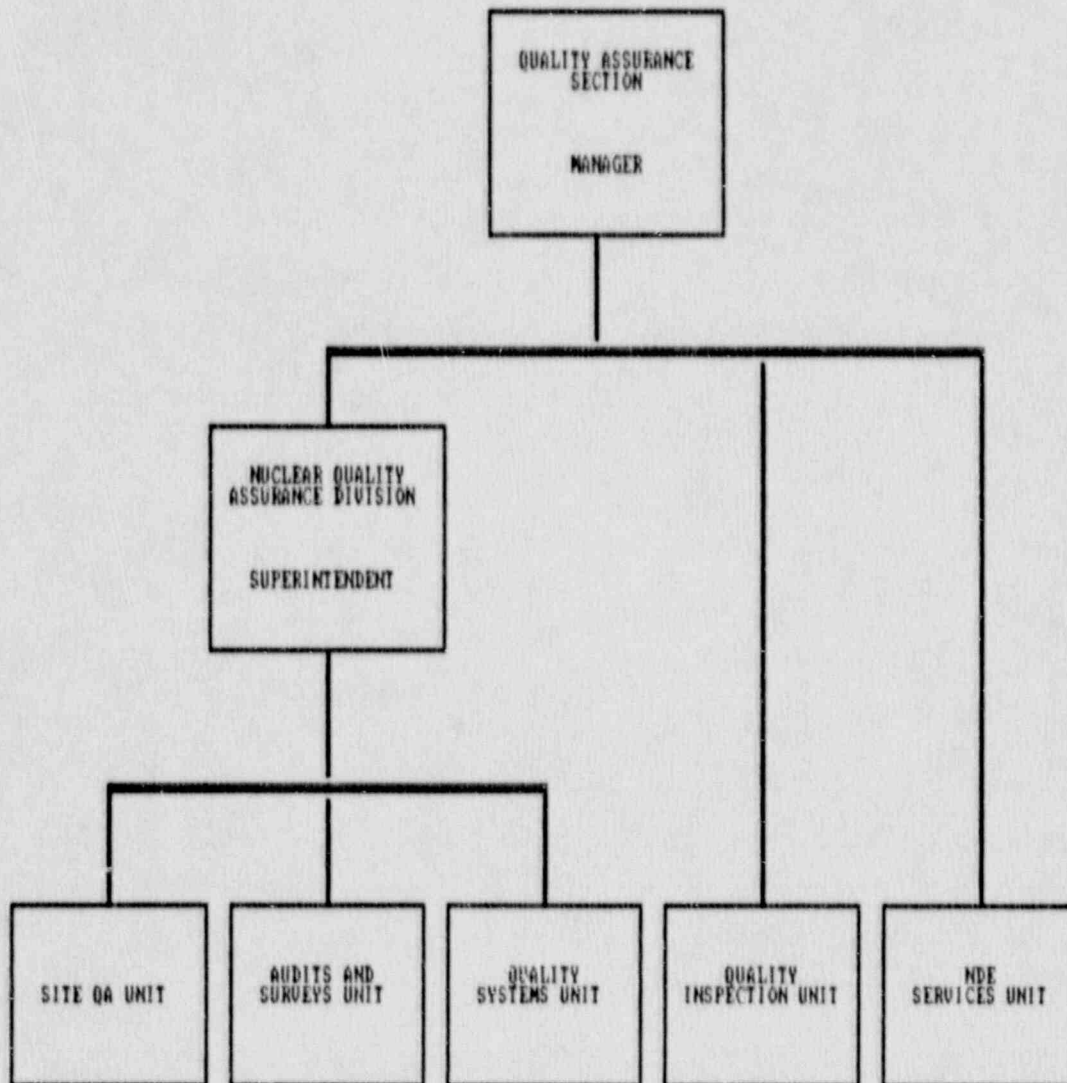 QUALITY ASSURANCE
SECTION
MANAGER
NUCLEAR QUALITY
ASSURANCE DIVISION
SUPERINTENDENT
SITE QA UNIT
AUDITS AND
SURVEYS UNIT
QUALITY
SYSTEMS UNIT
QUALITY
INSPECTION UNIT
NDE
SERVICES UNIT